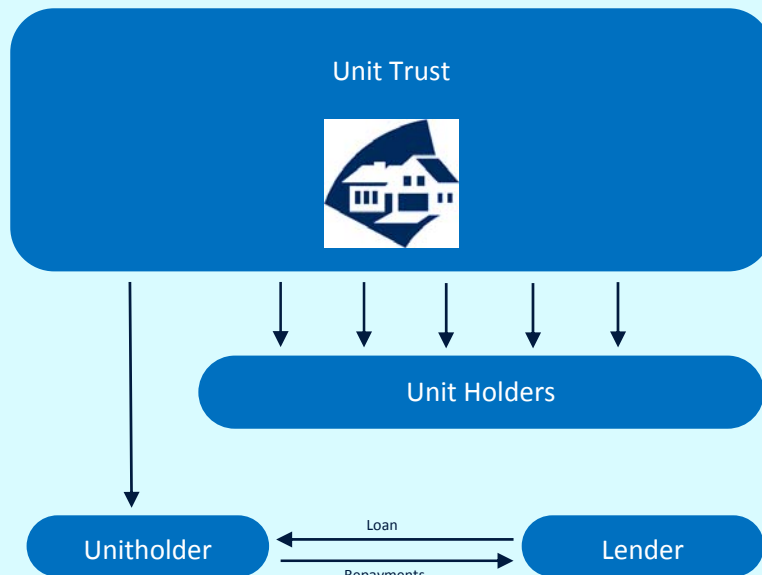 Unit Trust
Unit Holders
Loan
Unitholder
Lender
Repayments